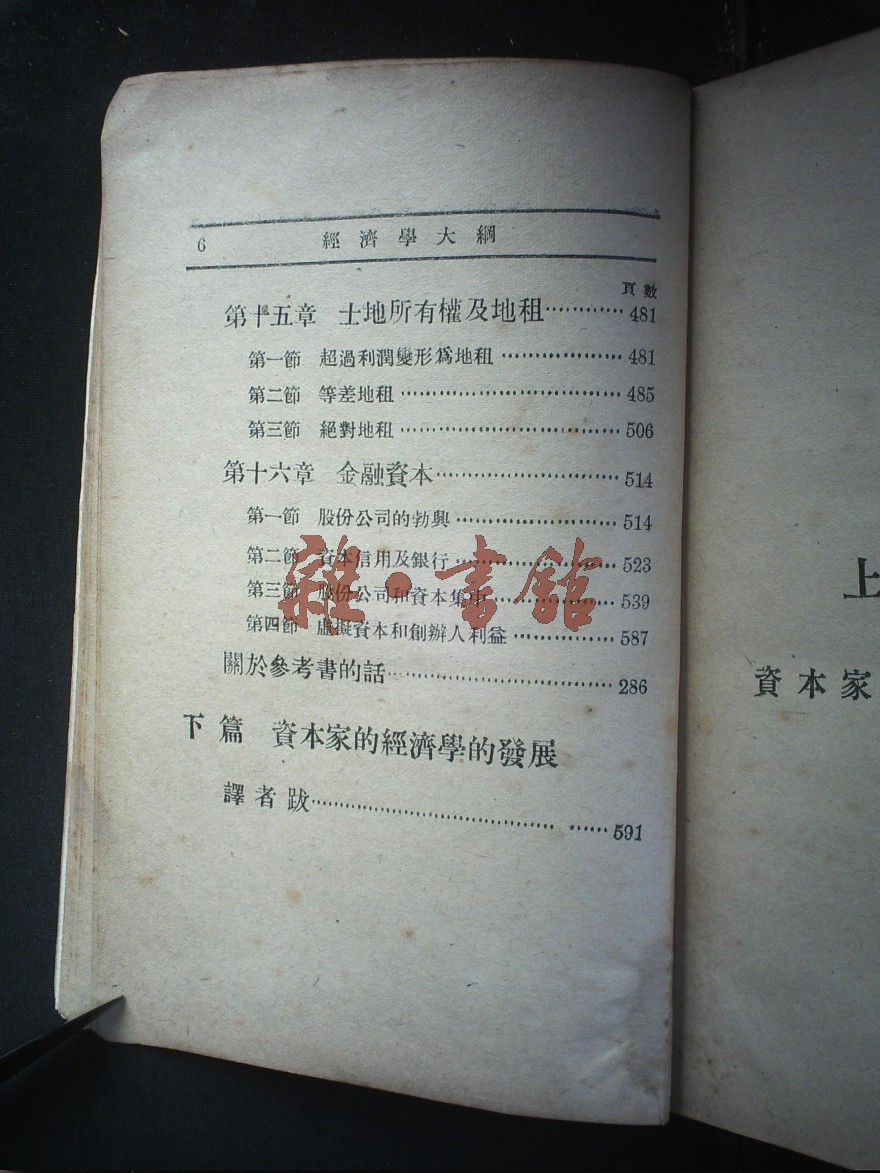 6 經濟學大綱
頁數
第十五章 土地所有權及地租············481
第一節 超過利潤變形爲地租················481
第二節 等差地租····························485
第三節 絕對地租····························506
第十六章 金融資本························514
第一節 股份公司的勃興·····················514
第二節 資本信用及銀行·····················523
第三節 股份公司和資本集中················539
第四節 虛擬資本和創辦人利益··············587
關於參考書的話·····························286
下篇 資本家的經濟學的發展
譯者跋······························· ······591
雜·書館
上
資本家